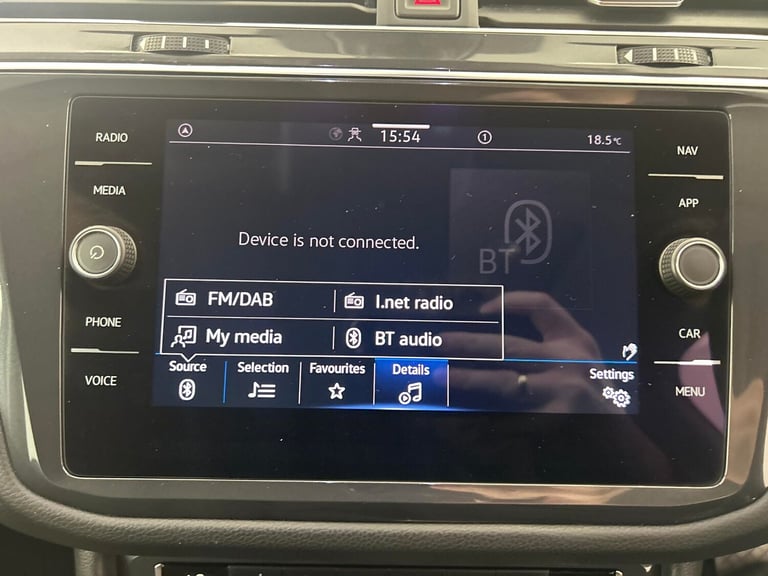 RADIO
MEDIA
PHONE
VOICE
15:54
1
18.5°C
Device is not connected.
BT
FM/DAB
I.net radio
My media
BT audio
Source
Selection
Favourites
Details
Settings
NAV
APP
CAR
MENU